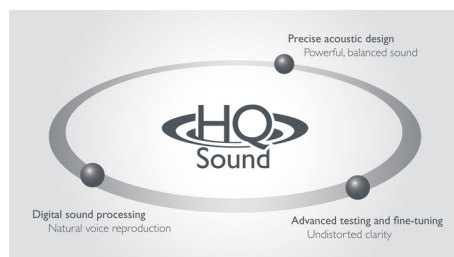 Precise acoustic design
Powerful, balanced sound
HQ
Sound
Digital sound processing
Natural voice reproduction
Advanced testing and fine-tuning
Undistorted clarity